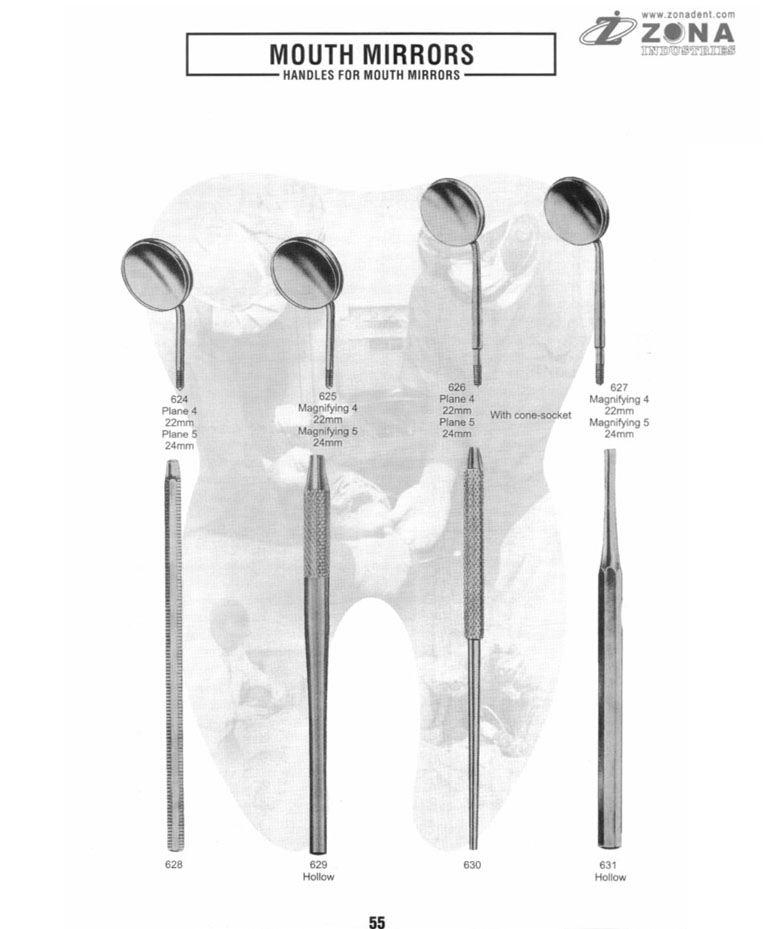 www.zonadent.com
ZONA
INDUSTRIES
MOUTH MIRRORS
HANDLES FOR MOUTH MIRRORS
624
Plane 4
22mm
Plane 5
24mm
625
Magnifying 4
22mm
Magnifying 5
24mm
626
Plane 4
22mm
Plane 5
24mm
With cone-socket
627
Magnifying 4
22mm
Magnifying 5
24mm
628
629
Hollow
630
631
Hollow
55